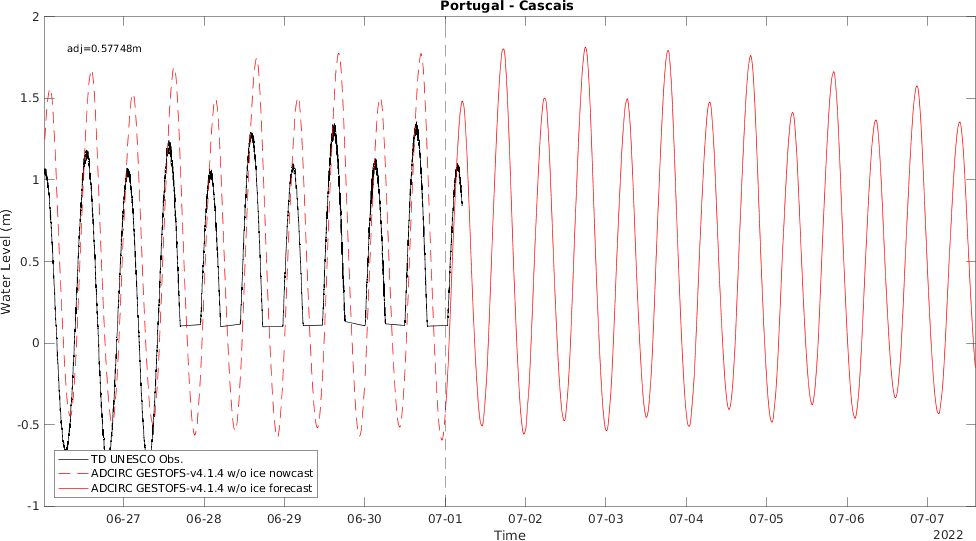 Portugal - Cascais
adj=0.57748m
Water Level (m)
2
1.5
1
0.5
0
-0.5
-1
TD UNESCO Obs.
ADCIRC GESTOFS-v4.1.4 w/o ice nowcast
ADCIRC GESTOFS-v4.1.4 w/o ice forecast
06-27 06-28 06-29 06-30 07-01 07-02 07-03 07-04 07-05 07-06 07-07
Time
2022